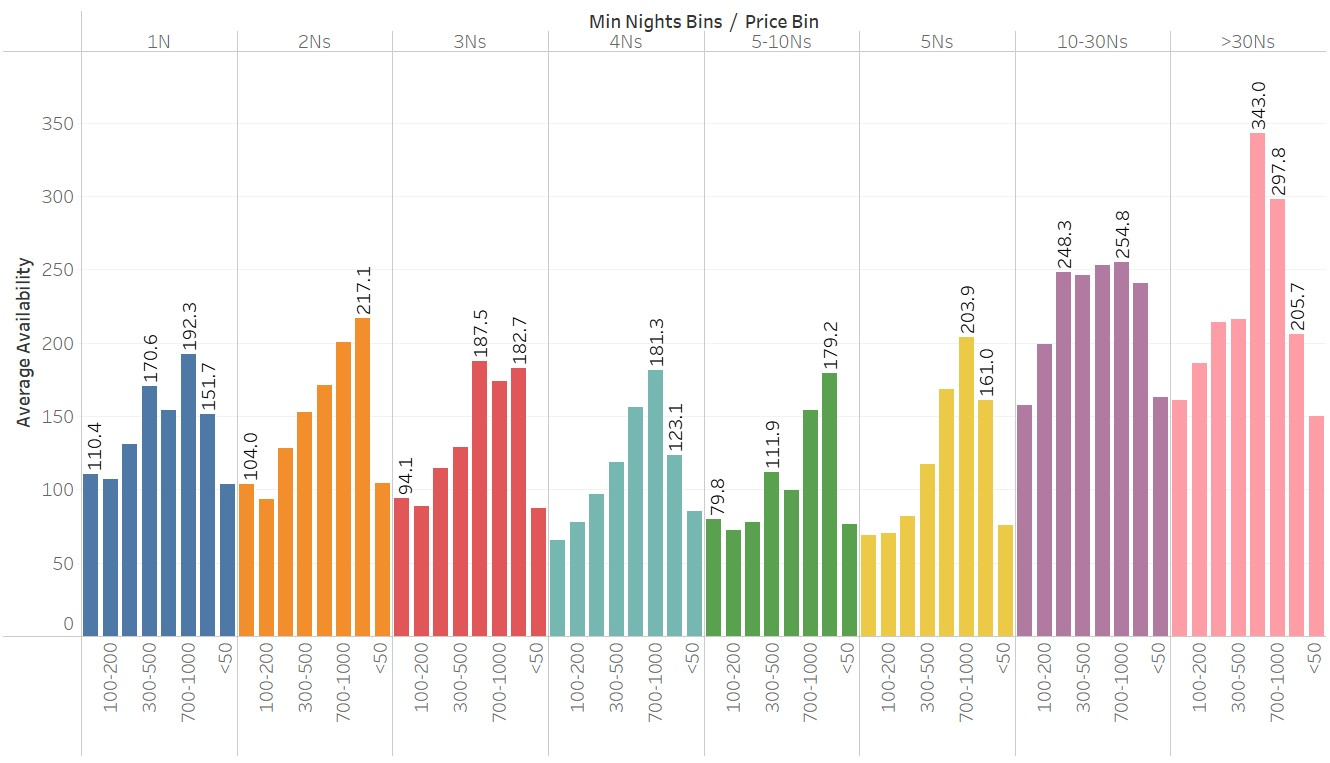 Min Nights Bins / Price Bin
1N 2Ns 3Ns 4Ns 5-10Ns 5Ns 10-30Ns >30Ns
Average Availability
350
300
250
200
150
100
50
0
110.4 170.6 192.3 151.7
104.0 217.1
94.1 187.5 182.7
181.3 123.1
79.8 111.9 179.2
203.9 161.0
248.3 254.8
343.0 297.8 205.7
100-200 300-500 700-1000 <50
100-200 300-500 700-1000 <50
100-200 300-500 700-1000 <50
100-200 300-500 700-1000 <50
100-200 300-500 700-1000 <50
100-200 300-500 700-1000 <50
100-200 300-500 700-1000 <50
100-200 300-500 700-1000 <50